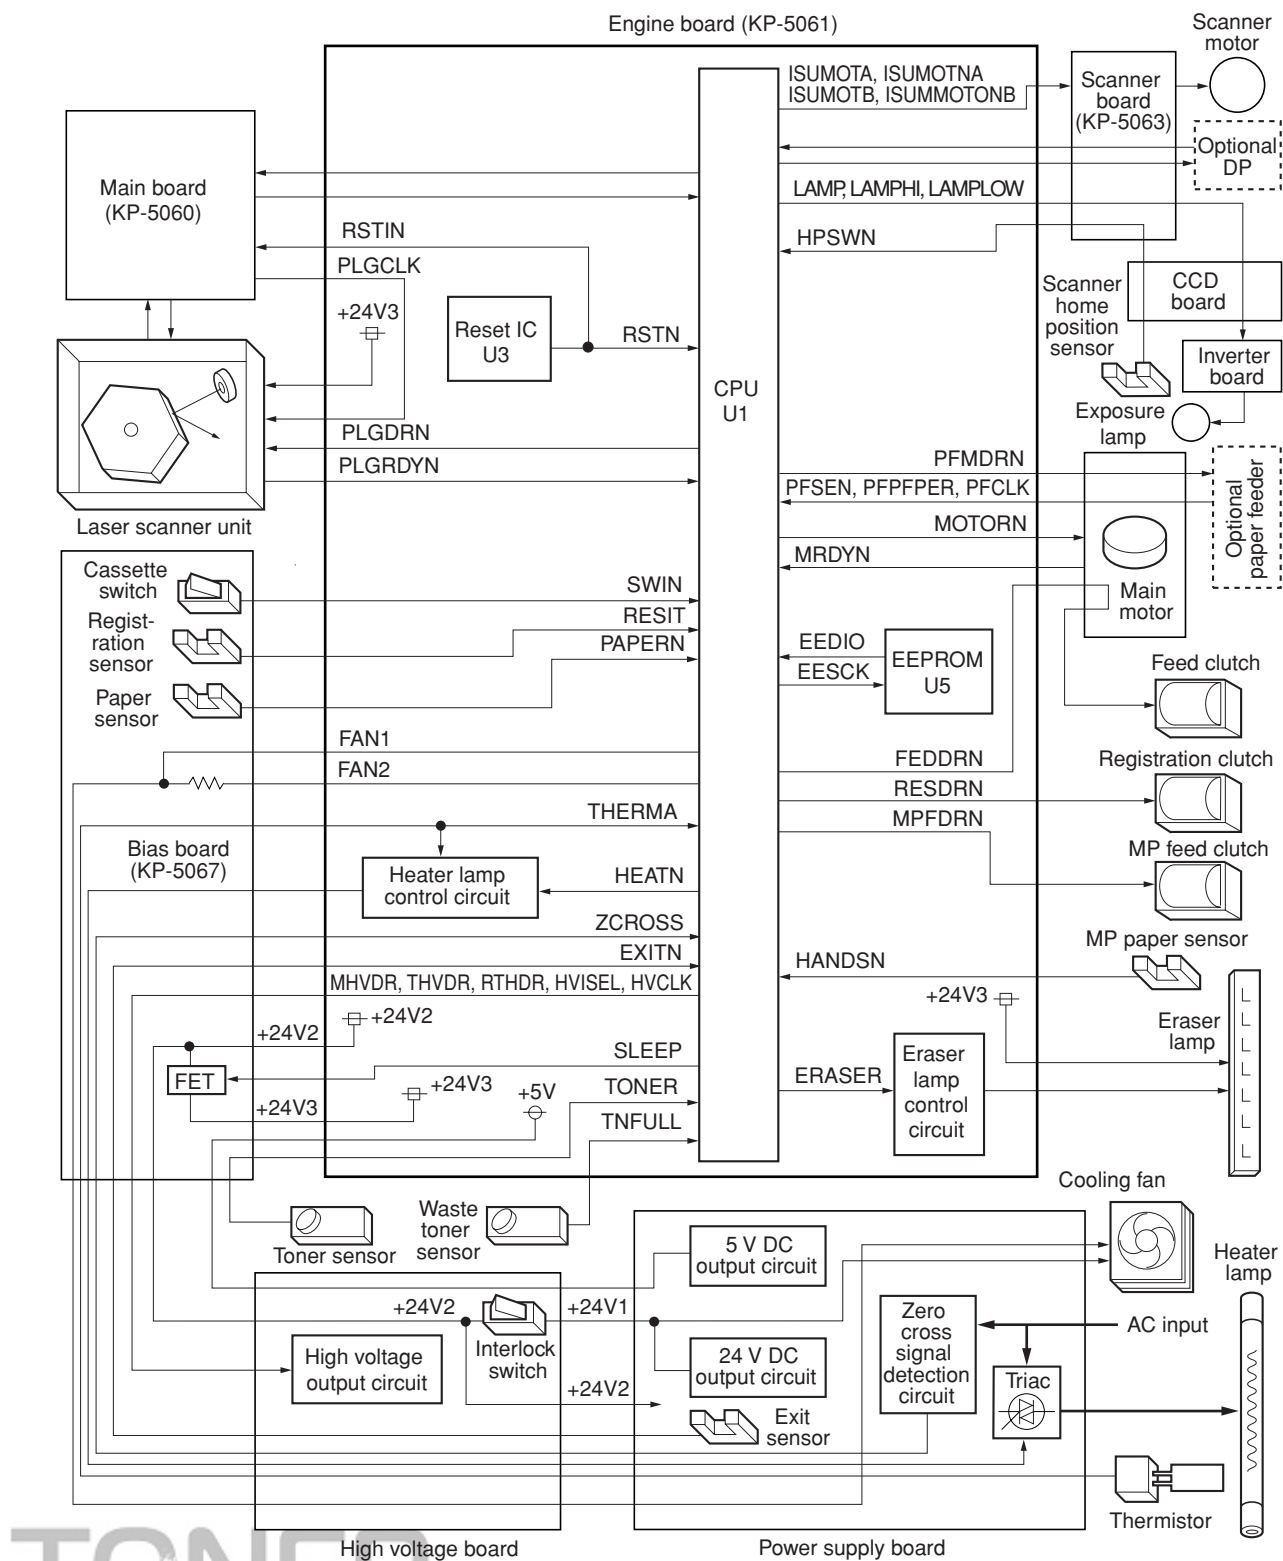 Engine board (KP-5061)
Scanner
motor
ISUMOTA, ISUMOTNA
ISUMOTB, ISUMMOTONB
Scanner
board
(KP-5063)
Optional
DP
Main board
(KP-5060)
LAMP, LAMPHI, LAMPLOW
RSTIN
HPSWN
PLGCLK
+24V3
Reset IC
U3
RSTN
CPU
U1
Scanner
home
position
sensor
CCD
board
Inverter
board
Exposure
lamp
PLGDRN
PLGRDYN
Laser scanner unit
PFMDRN
PFSEN, PFPFPER, PFCLK
MOTORN
MRDYN
Optional
paper feeder
Main
motor
Cassette
switch
SWIN
Regist-
ration
sensor
RESIT
PAPERN
Paper
sensor
EEDIO
EESCK
EEPROM
U5
Feed clutch
FAN1
FAN2
FEDDRN
Registration clutch
RESDRN
THERMA
MPFDRN
MP feed clutch
Bias board
(KP-5067)
Heater lamp
control circuit
HEATN
ZCROSS
EXITN
MHVDR, THVDR, RTHDR, HVISEL, HVCLK
MP paper sensor
HANDSN
+24V3
Eraser
lamp
+24V2
+24V2
FET
SLEEP
+24V3
+24V3
+5V
TONER
TNFULL
ERASER
Eraser
lamp
control
circuit
Cooling fan
Toner sensor
Waste
toner
sensor
5 V DC
output circuit
Heater
lamp
+24V2
+24V1
Interlock
switch
High voltage
output circuit
24 V DC
output circuit
+24V2
Zero
cross
signal
detection
circuit
AC input
Triac
Exit
sensor
Thermistor
High voltage board
Power supply board
TONER